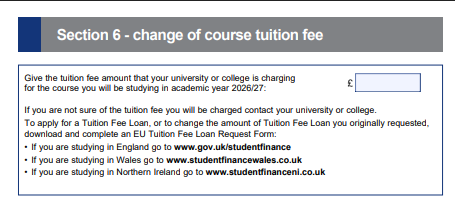 Section 6 - change of course tuition fee
Give the tuition fee amount that your university or college is charging
for the course you will be studying in academic year 2026/27:
£
If you are not sure of the tuition fee you will be charged contact your university or college.
To apply for a Tuition Fee Loan, or to change the amount of Tuition Fee Loan you originally requested,
download and complete an EU Tuition Fee Loan Request Form:
• If you are studying in England go to www.gov.uk/studentfinance
• If you are studying in Wales go to www.studentfinancewales.co.uk
• If you are studying in Northern Ireland go to www.studentfinanceni.co.uk